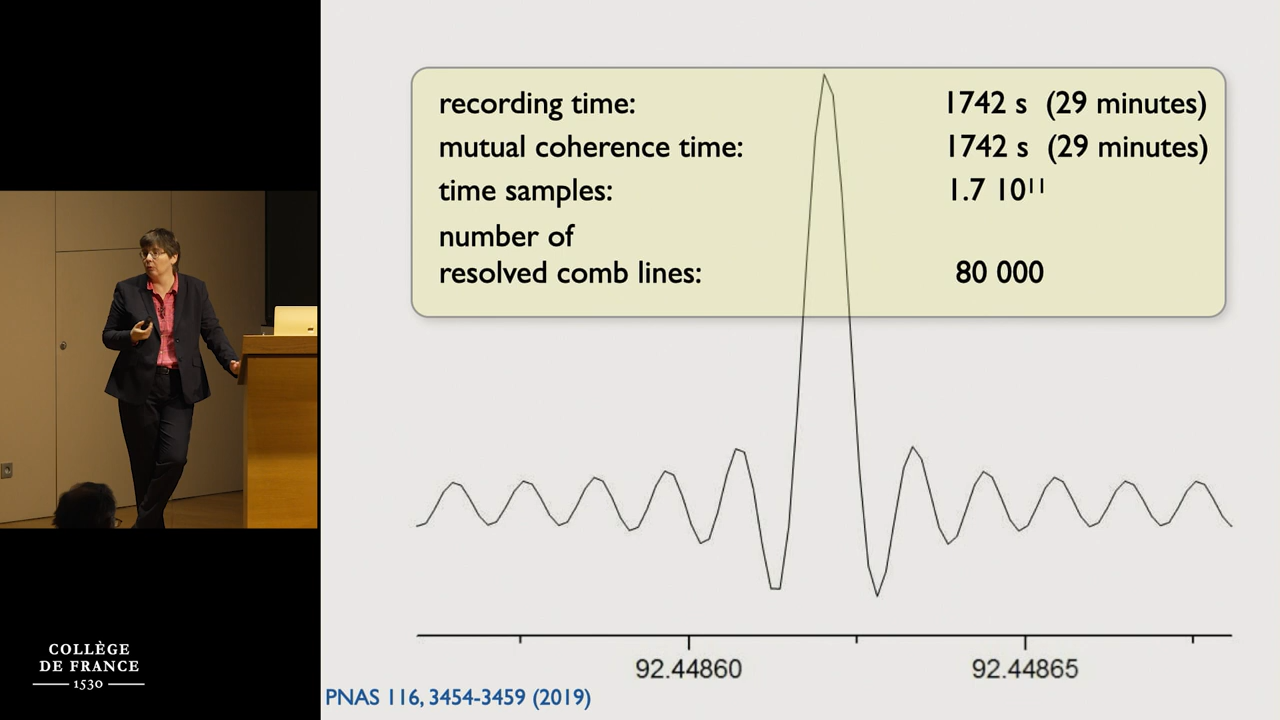 recording time: 1742 s (29 minutes)
mutual coherence time: 1742 s (29 minutes)
time samples: 1.7 10¹¹
number of
resolved comb lines: 80 000
92.44860 92.44865
PNAS 116, 3454-3459 (2019)
COLLÈGE
DE FRANCE
1530